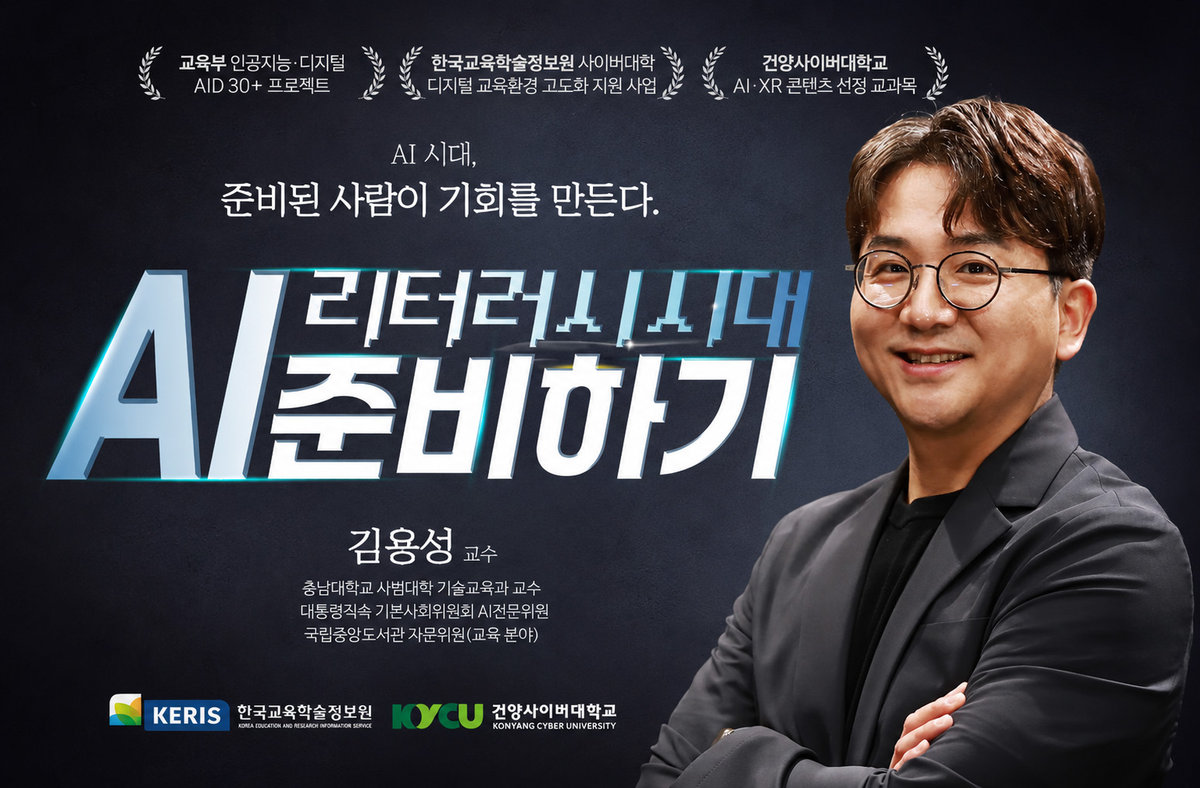 교육부 인공지능·디지털
AID 30+ 프로젝트
한국교육학술정보원 사이버대학
디지털 교육환경 고도화 지원 사업
건양사이버대학교
AI·XR 콘텐츠 선정 교과목
AI 시대,
준비된 사람이 기회를 만든다.
AI 리터러시 시대
준비하기
김용성 교수
충남대학교 사범대학 기술교육과 교수
대통령직속 기본사회위원회 AI전문위원
국립중앙도서관 자문위원(교육 분야)
KERIS 한국교육학술정보원
KOREA EDUCATION AND RESEARCH INFORMATION SERVICE
KYCU 건양사이버대학교
KONYANG CYBER UNIVERSITY